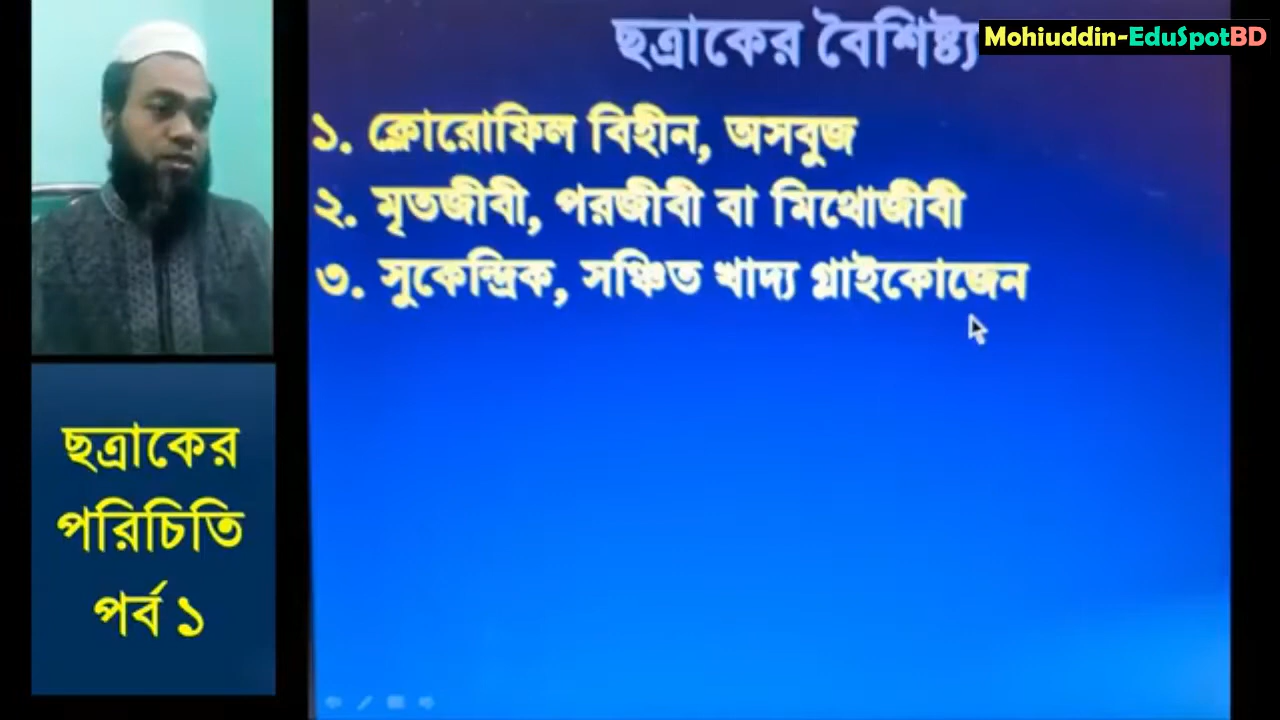 ছত্রাকের বৈশিষ্ট্য
Mohiuddin-EduSpotBD
১. ক্লোরোফিল বিহীন, অসবুজ
২. মৃতজীবী, পরজীবী বা মিথোজীবী
৩. সুকেন্দ্রিক, সঞ্চিত খাদ্য গ্লাইকোজেন
ছত্রাকের
পরিচিতি
পর্ব ১